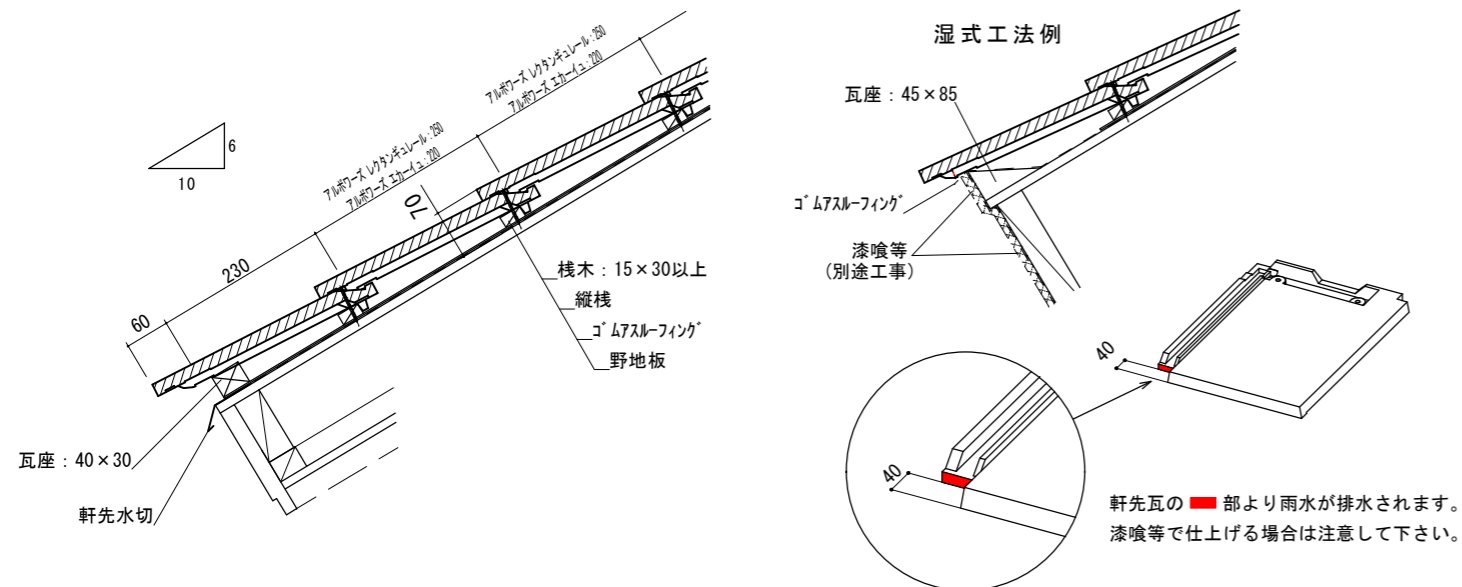 アルボワーズ レクタンギュレール：250
アルボワーズ エカーイユ：220
アルボワーズ レクタンギュレール：250
アルボワーズ エカーイユ：220
6
10
70
230
60
桟木：15×30以上
縦桟
ｺﾞﾑｱｽﾙｰﾌｨﾝｸﾞ
野地板
瓦座：40×30
軒先水切
湿式工法例
瓦座：45×85
ｺﾞﾑｱｽﾙｰﾌｨﾝｸﾞ
漆喰等
(別途工事)
40
40
軒先瓦の 部より雨水が排水されます。
漆喰等で仕上げる場合は注意して下さい。